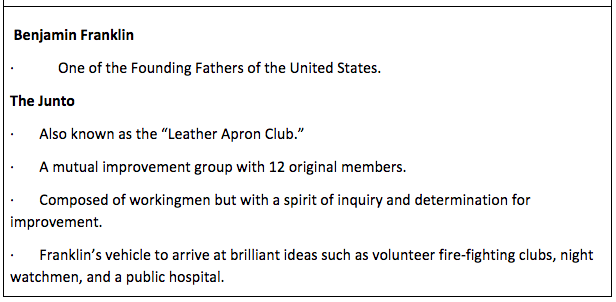 Benjamin Franklin
· One of the Founding Fathers of the United States.
The Junto
· Also known as the “Leather Apron Club.”
· A mutual improvement group with 12 original members.
· Composed of workingmen but with a spirit of inquiry and determination for
improvement.
· Franklin’s vehicle to arrive at brilliant ideas such as volunteer fire-fighting clubs, night
watchmen, and a public hospital.